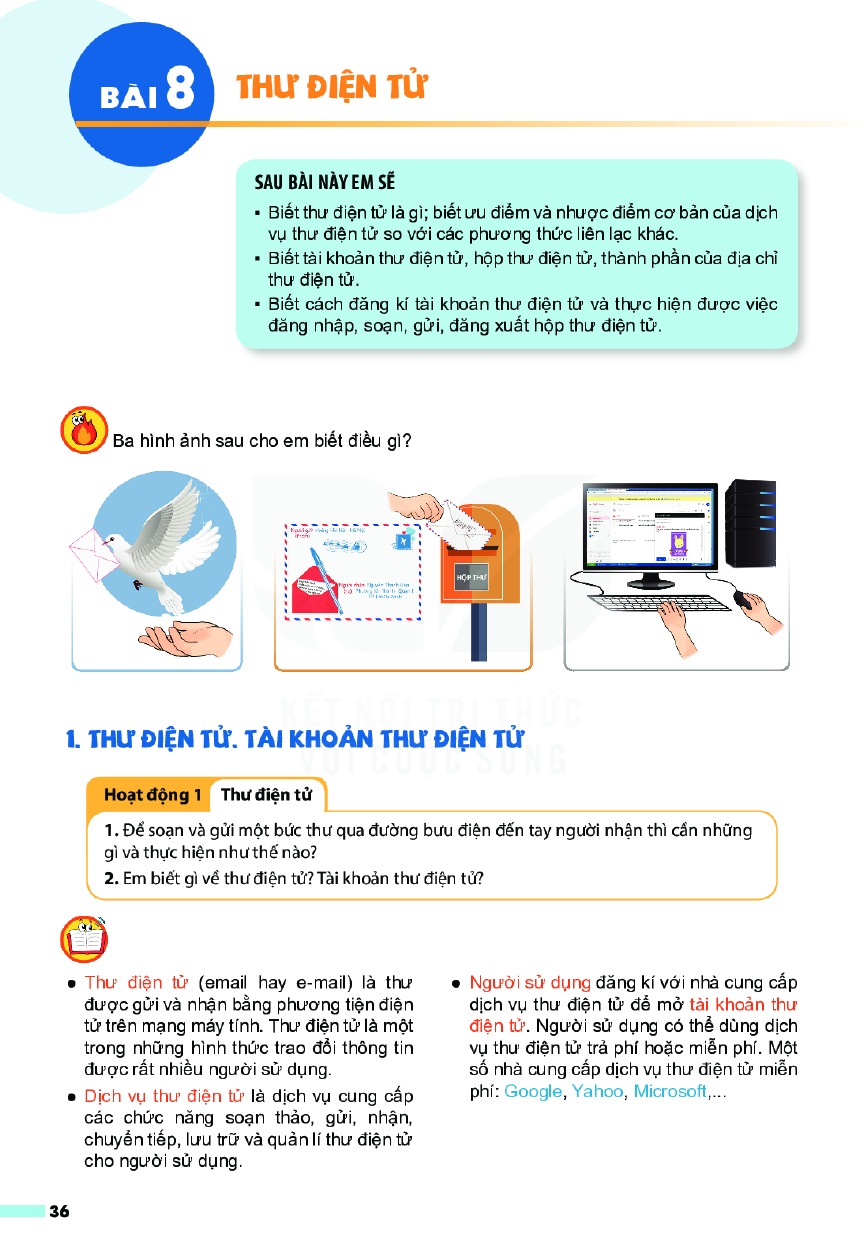 BÀI 8
THƯ ĐIỆN TỬ
SAU BÀI NÀY EM SẼ
▪ Biết thư điện tử là gì; biết ưu điểm và nhược điểm cơ bản của dịch
vụ thư điện tử so với các phương thức liên lạc khác.
▪ Biết tài khoản thư điện tử, hộp thư điện tử, thành phần của địa chỉ
thư điện tử.
▪ Biết cách đăng kí tài khoản thư điện tử và thực hiện được việc
đăng nhập, soạn, gửi, đăng xuất hộp thư điện tử.
Ba hình ảnh sau cho em biết điều gì?
HỘP THƯ
KẾT NỐI TRI THỨC
VỚI CUỘC SỐNG
1. THƯ ĐIỆN TỬ. TÀI KHOẢN THƯ ĐIỆN TỬ
Hoạt động 1 Thư điện tử
1. Để soạn và gửi một bức thư qua đường bưu điện đến tay người nhận thì cần những
gì và thực hiện như thế nào?
2. Em biết gì về thư điện tử? Tài khoản thư điện tử?
● Thư điện tử (email hay e-mail) là thư
được gửi và nhận bằng phương tiện điện
tử trên mạng máy tính. Thư điện tử là một
trong những hình thức trao đổi thông tin
được rất nhiều người sử dụng.
● Dịch vụ thư điện tử là dịch vụ cung cấp
các chức năng soạn thảo, gửi, nhận,
chuyển tiếp, lưu trữ và quản lí thư điện tử
cho người sử dụng.
● Người sử dụng đăng kí với nhà cung cấp
dịch vụ thư điện tử để mở tài khoản thư
điện tử. Người sử dụng có thể dùng dịch
vụ thư điện tử trả phí hoặc miễn phí. Một
số nhà cung cấp dịch vụ thư điện tử miễn
phí: Google, Yahoo, Microsoft,...
36